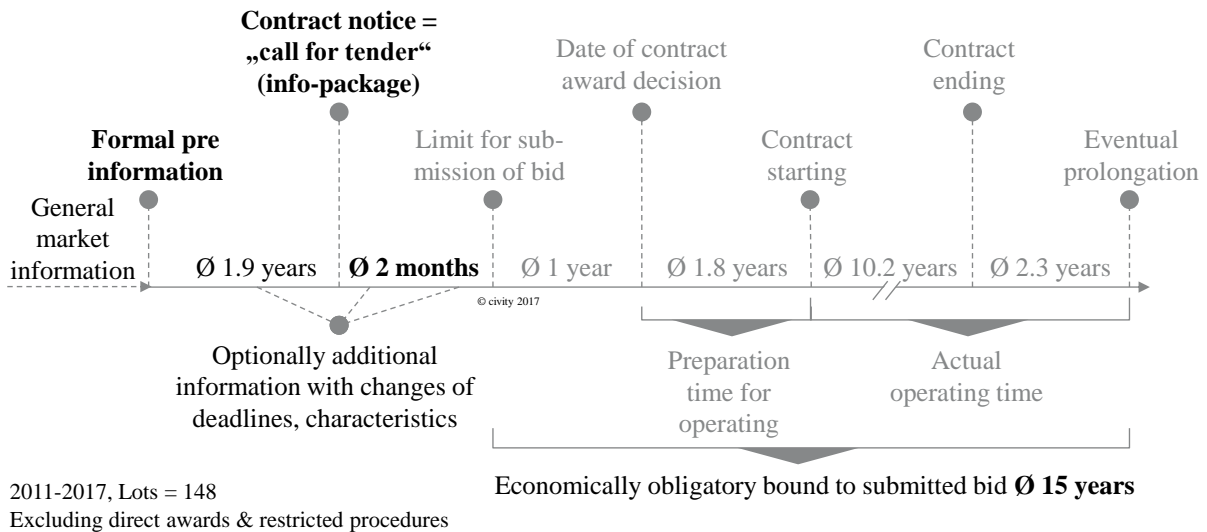 Contract notice =
„call for tender“
(info-package)
Date of contract
award decision
Contract
ending
Formal pre
information
Limit for sub-
mission of bid
Contract
starting
Eventual
prolongation
General
market
information
Ø 1.9 years
Ø 2 months
Ø 1 year
Ø 1.8 years
Ø 10.2 years
Ø 2.3 years
© civity 2017
Optionally additional
information with changes of
deadlines, characteristics
Preparation
time for
operating
Actual
operating time
Economically obligatory bound to submitted bid Ø 15 years
2011-2017, Lots = 148
Excluding direct awards & restricted procedures